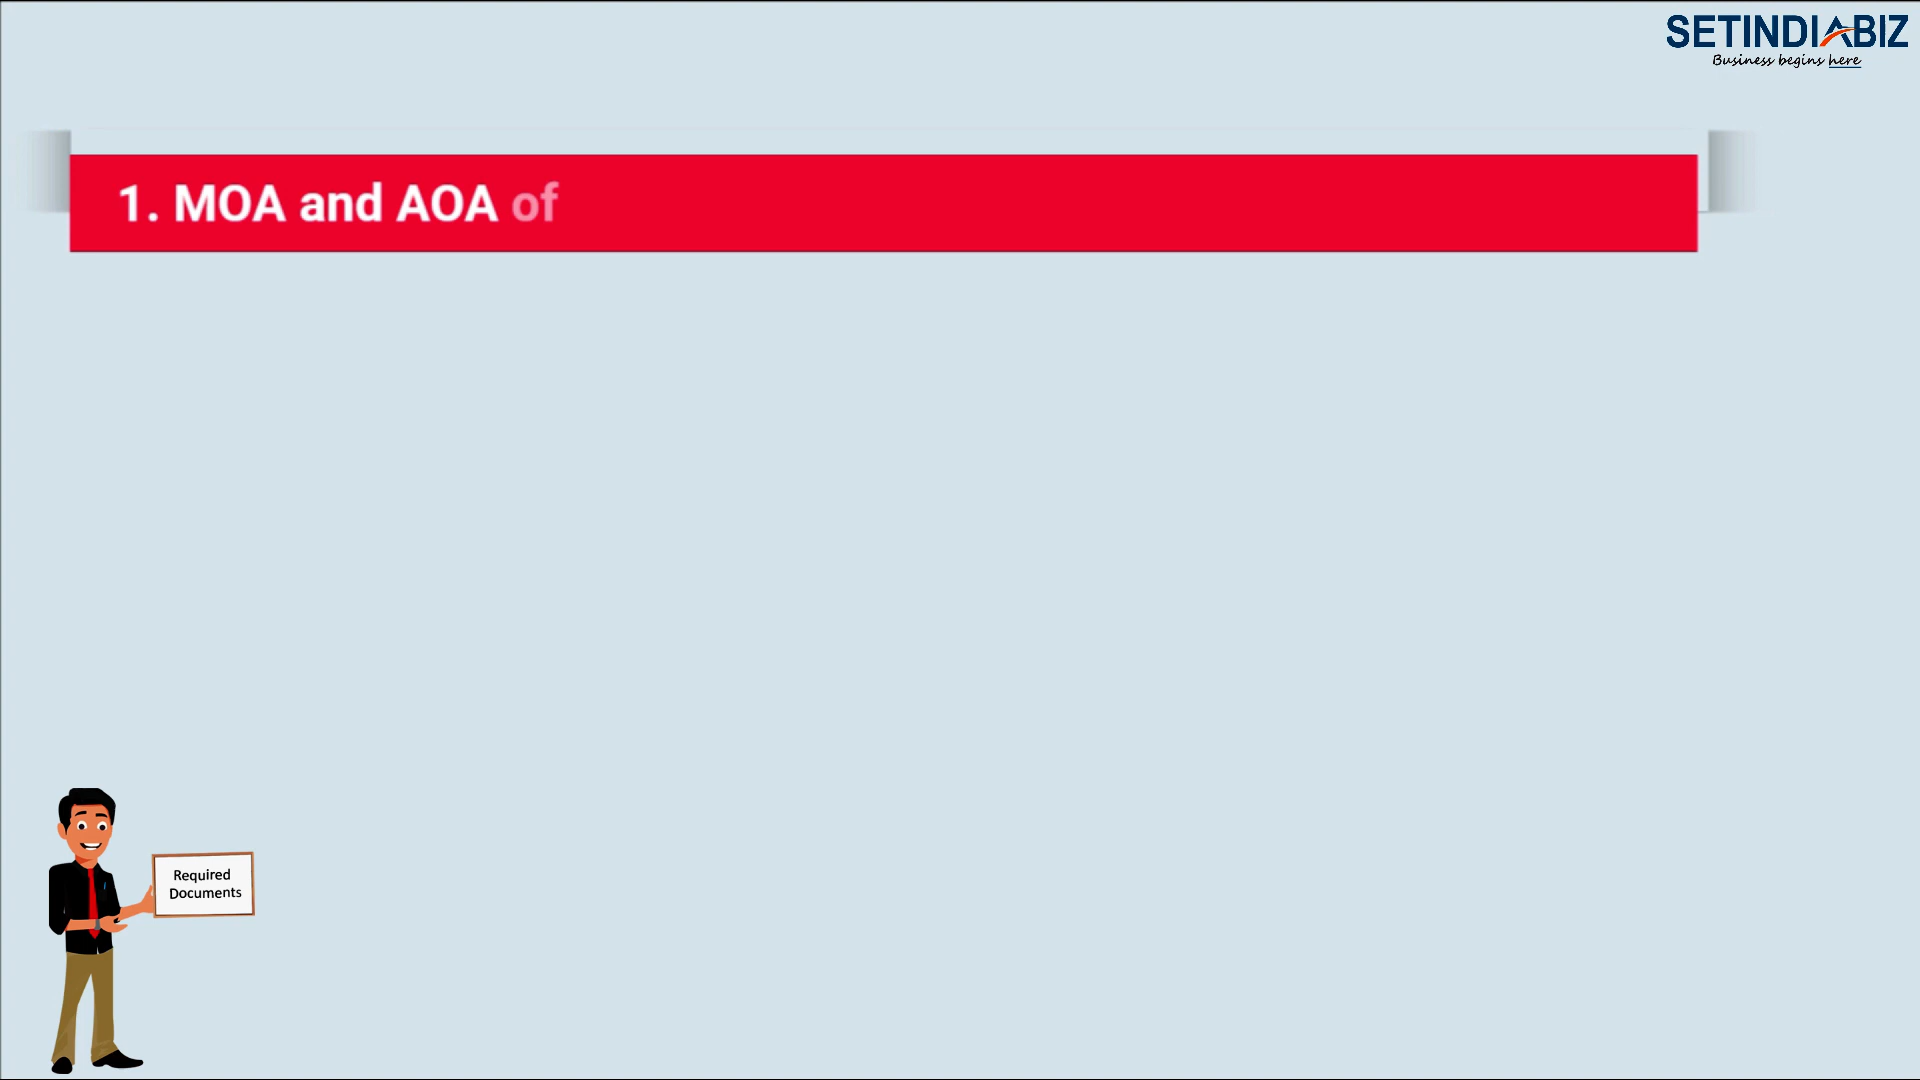 SETINDIABIZ
Business begins here
1. MOA and AOA of
Required
Documents